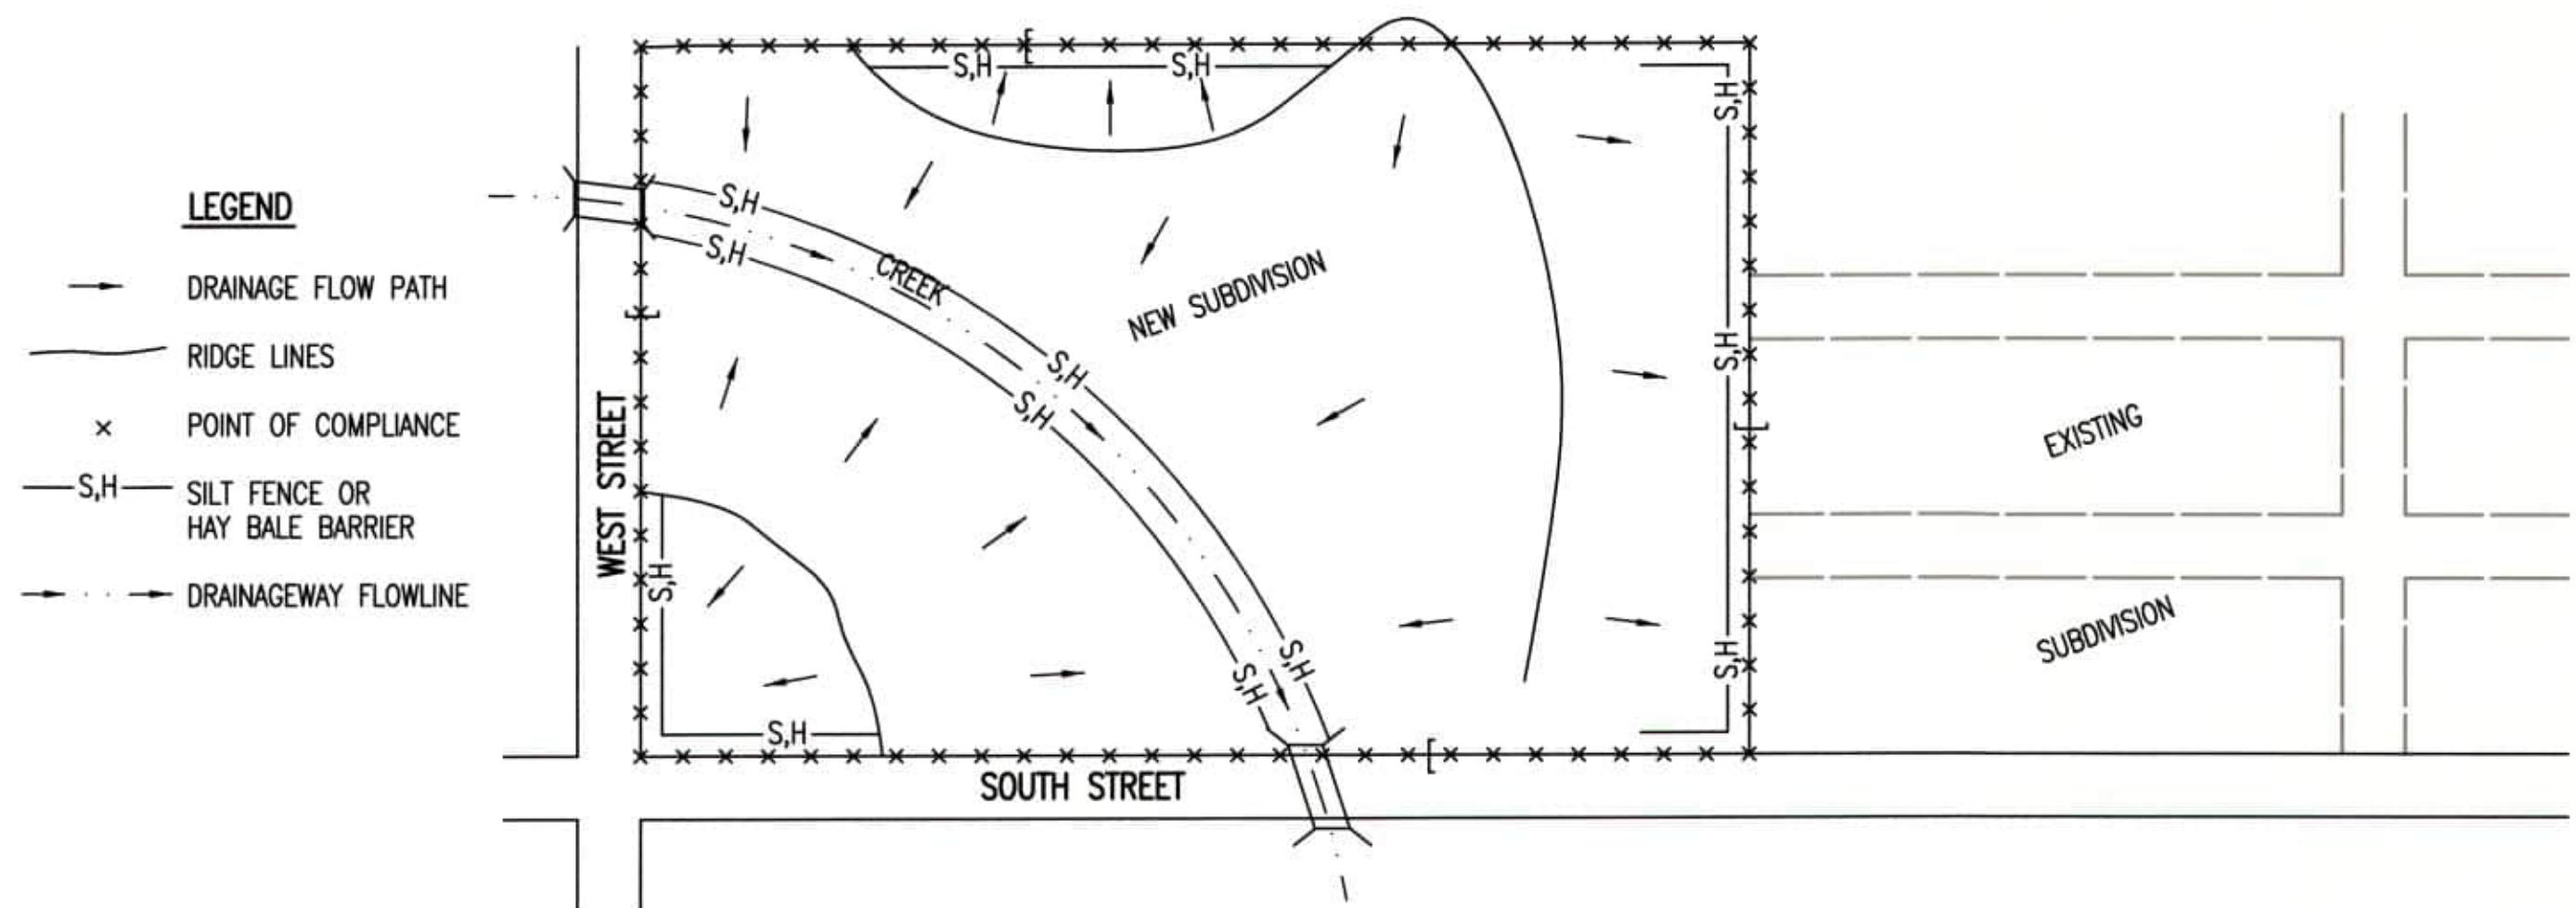 LEGEND
DRAINAGE FLOW PATH
RIDGE LINES
POINT OF COMPLIANCE
S,H
SILT FENCE OR
HAY BALE BARRIER
DRAINAGEWAY FLOWLINE
S,H
S,H
S,H
S,H
S,H
CREEK
NEW SUBDIVISION
S,H
S,H
S,H
WEST STREET
S,H
S,H
S,H
S,H
S,H
S,H
SOUTH STREET
EXISTING
SUBDIVISION